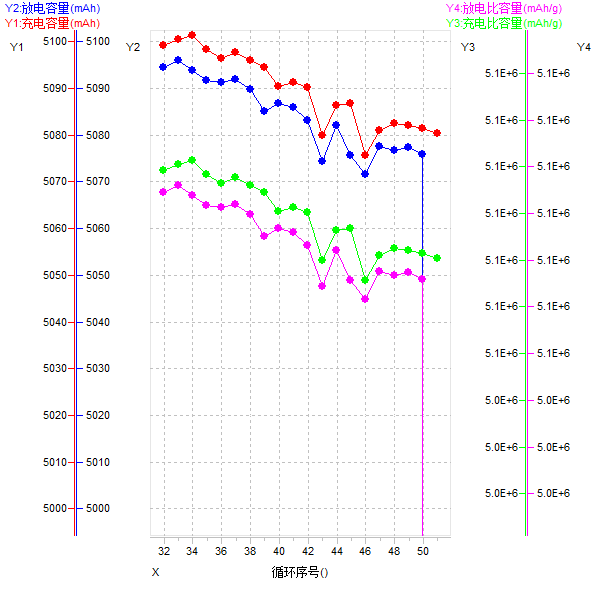 Y2:放电容量(mAh) Y4:放电比容量(mAh/g)
Y1:充电容量(mAh) Y3:充电比容量(mAh/g)
Y1 Y2 Y3 Y4
5100 5100
5.1E+6 5.1E+6
5090 5090
5.1E+6 5.1E+6
5080 5080
5.1E+6 5.1E+6
5070 5070
5.1E+6 5.1E+6
5060 5060
5.1E+6 5.1E+6
5050 5050
5.1E+6 5.1E+6
5040 5040
5.1E+6 5.1E+6
5030 5030
5.0E+6 5.0E+6
5020 5020
5.0E+6 5.0E+6
5010 5010
5.0E+6 5.0E+6
5000 5000
32 34 36 38 40 42 44 46 48 50
X 循环序号()